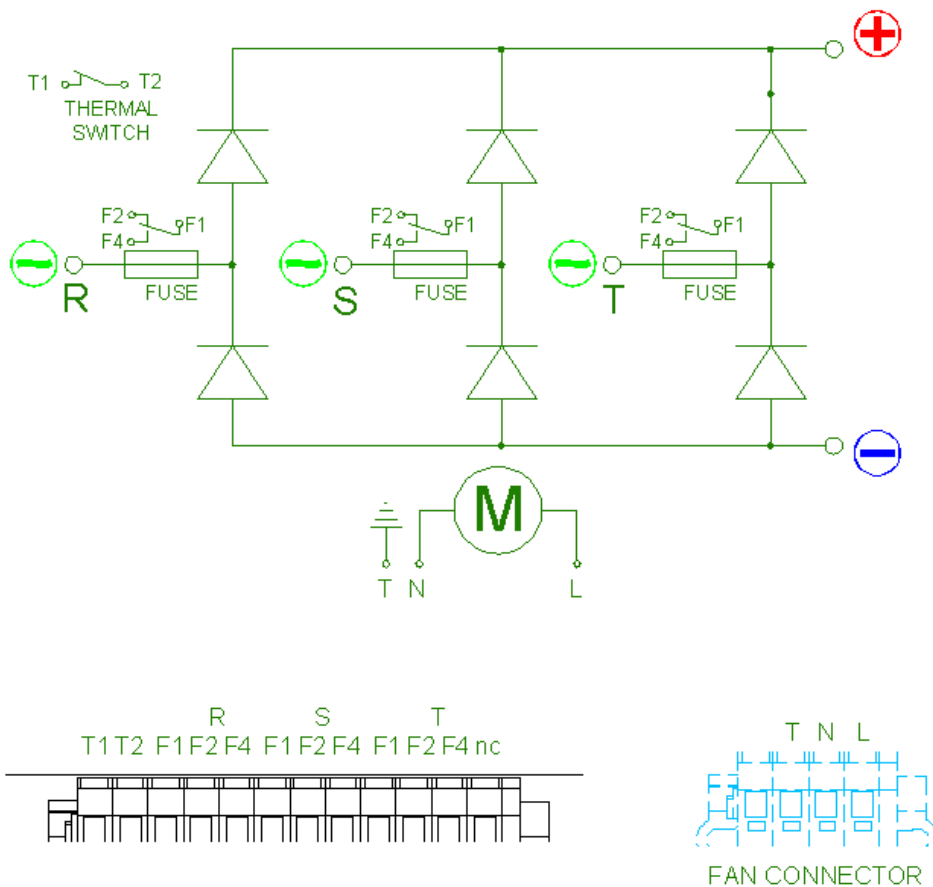 T1 T2
THERMAL
SWITCH
F2 F1
F4
R
FUSE
F2 F1
F4
S
FUSE
F2 F1
F4
T
FUSE
M
T N L
R S T
T1 T2 F1 F2 F4 F1 F2 F4 F1 F2 F4 nc
T N L
FAN CONNECTOR